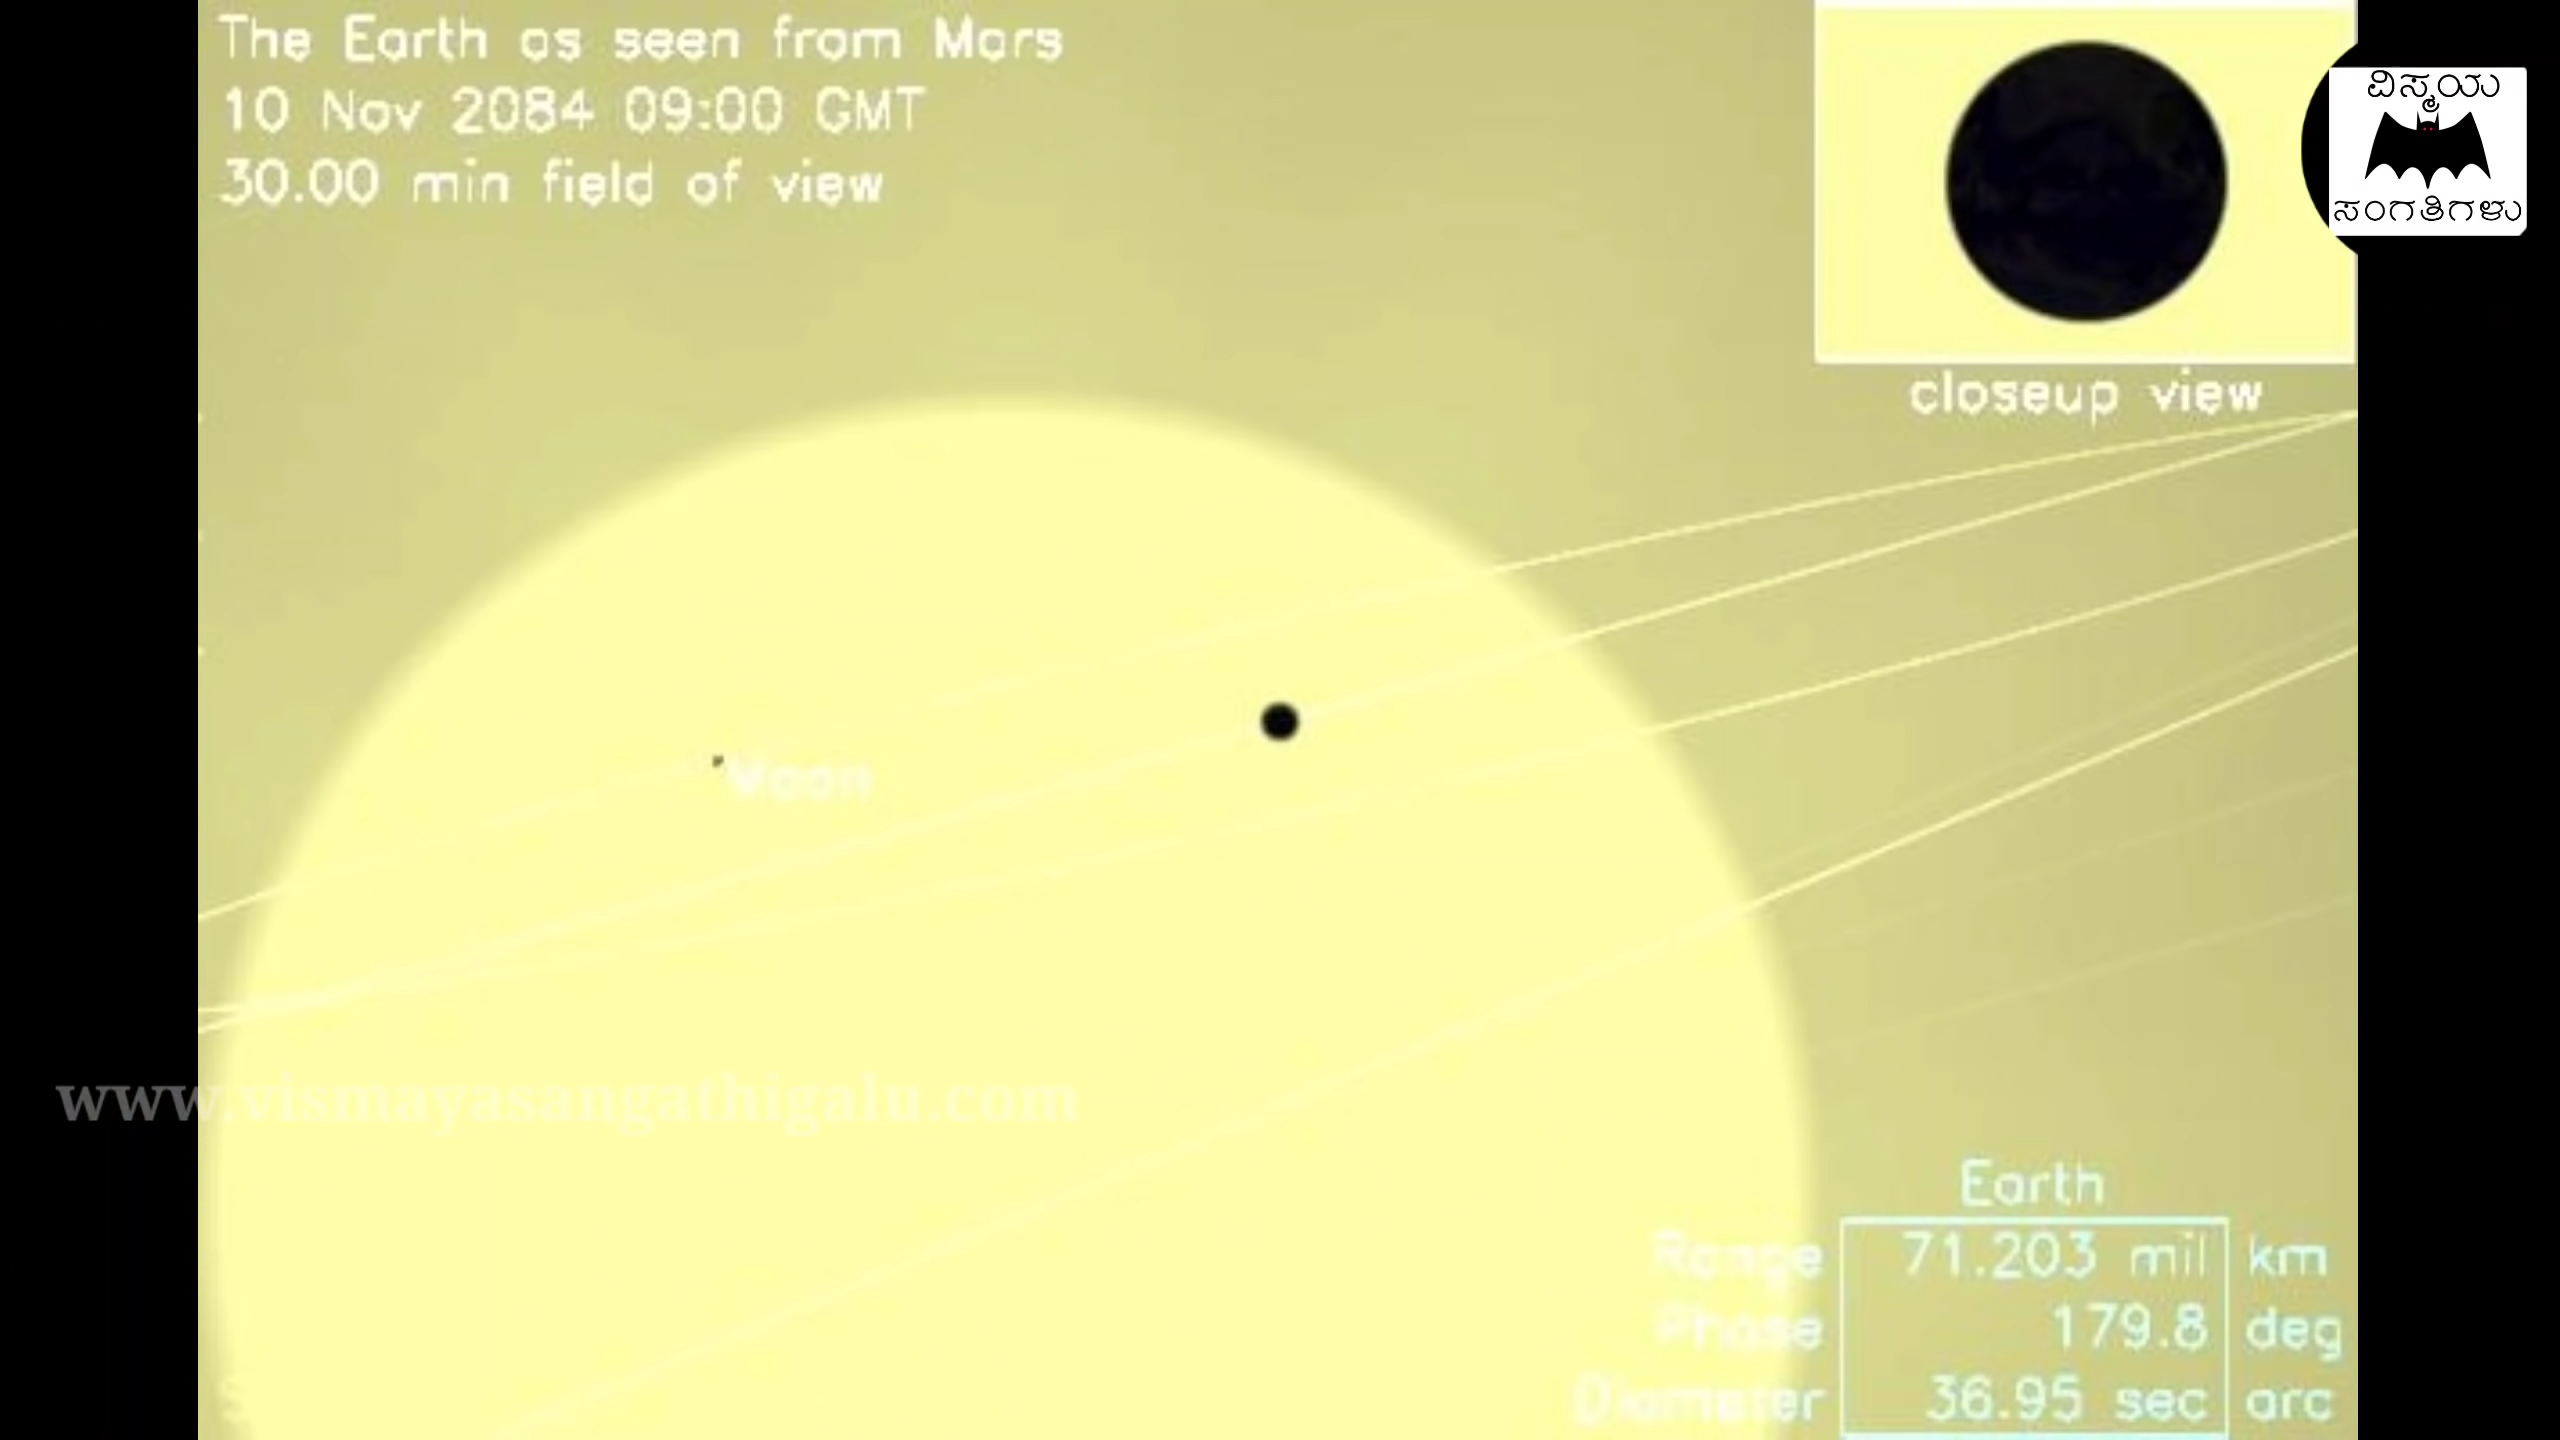 The Earth as seen from Mars
10 Nov 2084 09:00 GMT
30.00 min field of view
ವಿಸ್ಮಯ
ಸಂಗತಿಗಳು
closeup view
Moon
www.vismayasangathigalu.com
Earth
Range 71.203 mil km
Phase 179.8 deg
Diameter 36.95 sec arc